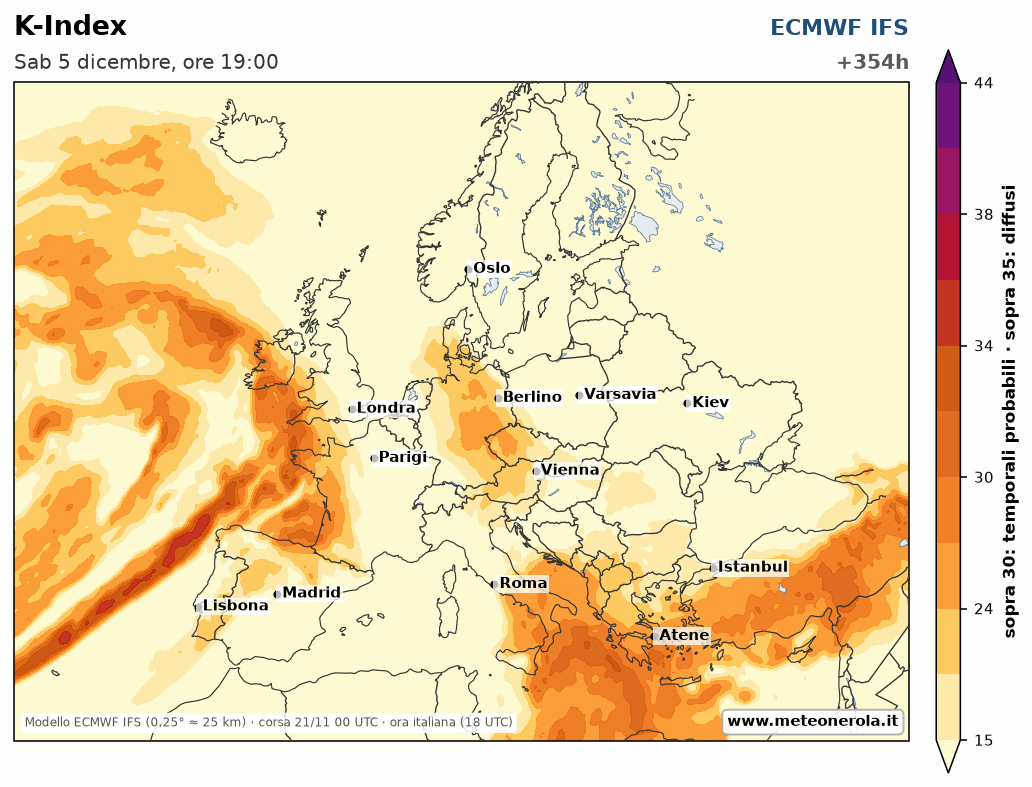 K-Index
ECMWF IFS
Sab 5 dicembre, ore 19:00
+354h
44
38
34
30
24
15
sopra 30: temporali probabili · sopra 35: diffusi
Oslo
Londra
Berlino
Varsavia
Kiev
Parigi
Vienna
Istanbul
Roma
Madrid
Lisbona
Atene
Modello ECMWF IFS (0,25° ≈ 25 km) · corsa 21/11 00 UTC · ora italiana (18 UTC)
www.meteonerola.it